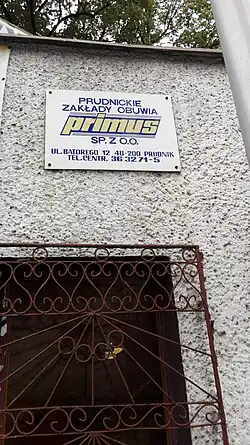 PRUDNICKIE
ZAKŁADY OBUWIA
primus
SP. Z O.O.
UL. BATOREGO 12 48-200 PRUDNIK
TEL. CENTR. 36 32 71-5